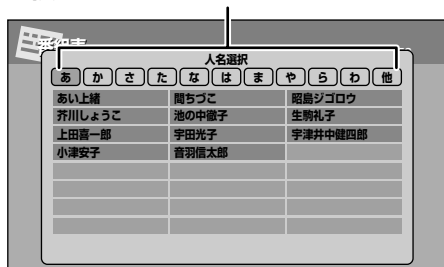 番組表
人名選択
あ か さ た な は ま や ら わ 他
あい上緒 間ちづこ 昭島ジゴロウ
芥川しょうこ 池の中徹子 生駒礼子
上田喜一郎 宇田光子 宇津井中健四郎
小津安子 音羽信太郎